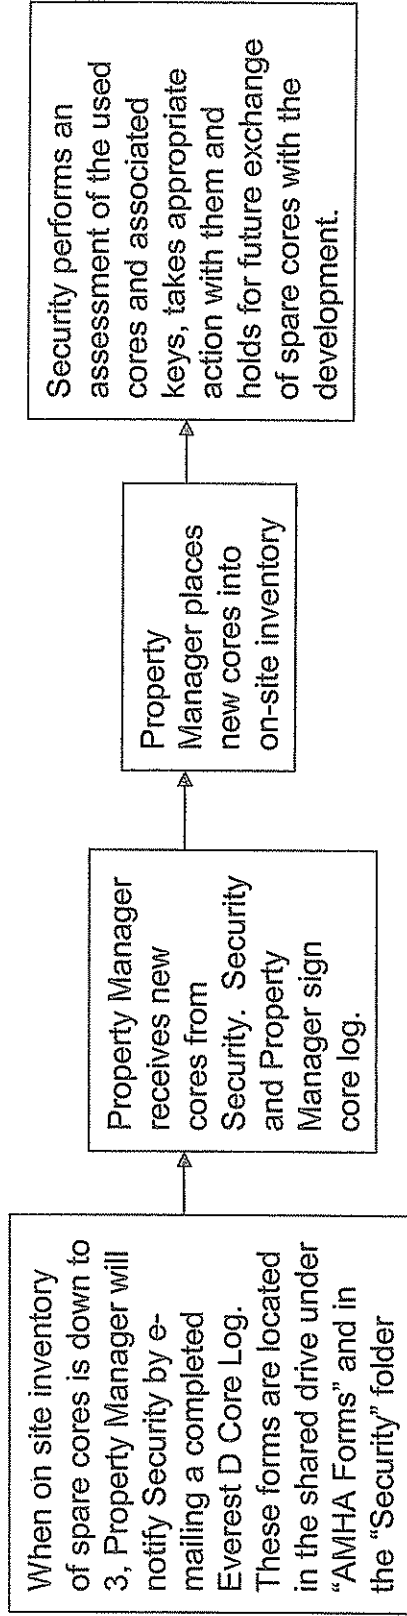 When on site inventory
of spare cores is down to
3, Property Manager will
notify Security by e-
mailing a completed
Everest D Core Log.
These forms are located
in the shared drive under
“AMHA Forms” and in
the “Security” folder
Property Manager
receives new
cores from
Security. Security
and Property
Manager sign
core log.
Property
Manager places
new cores into
on-site inventory
Security performs an
assessment of the used
cores and associated
keys, takes appropriate
action with them and
holds for future exchange
of spare cores with the
development.